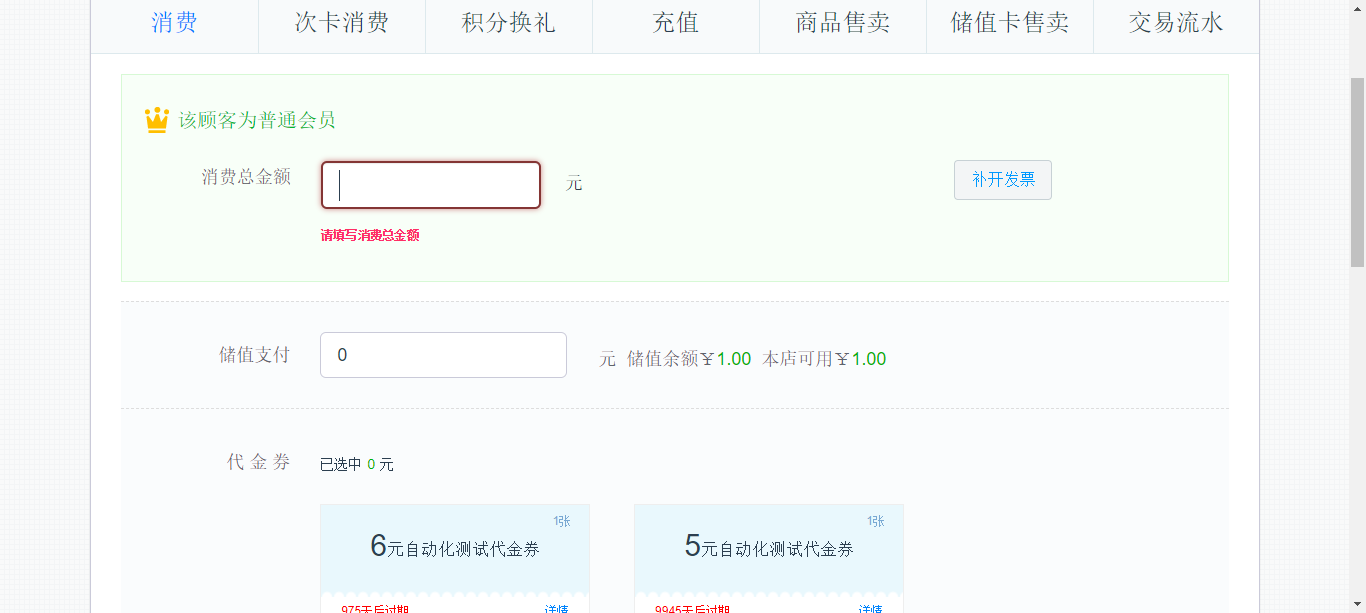 消费 次卡消费 积分换礼 充值 商品售卖 储值卡售卖 交易流水
该顾客为普通会员
消费总金额 元 补开发票
请填写消费总金额
储值支付 0 元 储值余额￥1.00 本店可用￥1.00
代金券 已选中 0 元
1张 1张
6元自动化测试代金券 5元自动化测试代金券
975天后过期 详情 9945天后过期 详情